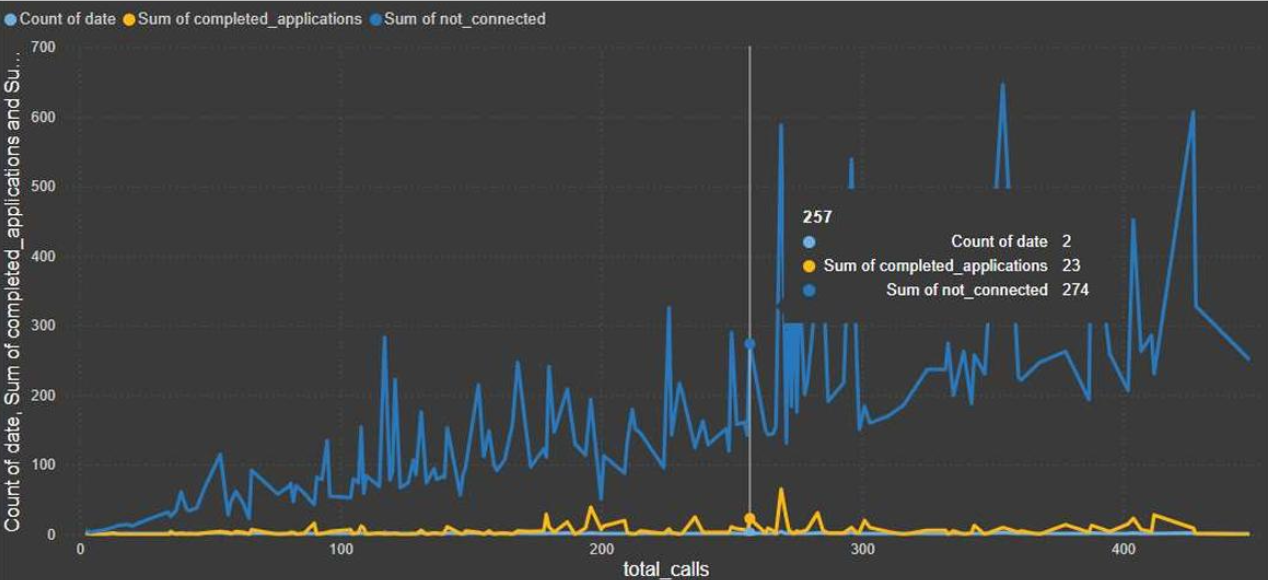 Count of date Sum of completed_applications Sum of not_connected
Count of date, Sum of completed_applications and Su...
700
600
500
400
300
200
100
0
257
Count of date 2
Sum of completed_applications 23
Sum of not_connected 274
0 100 200 300 400
total_calls